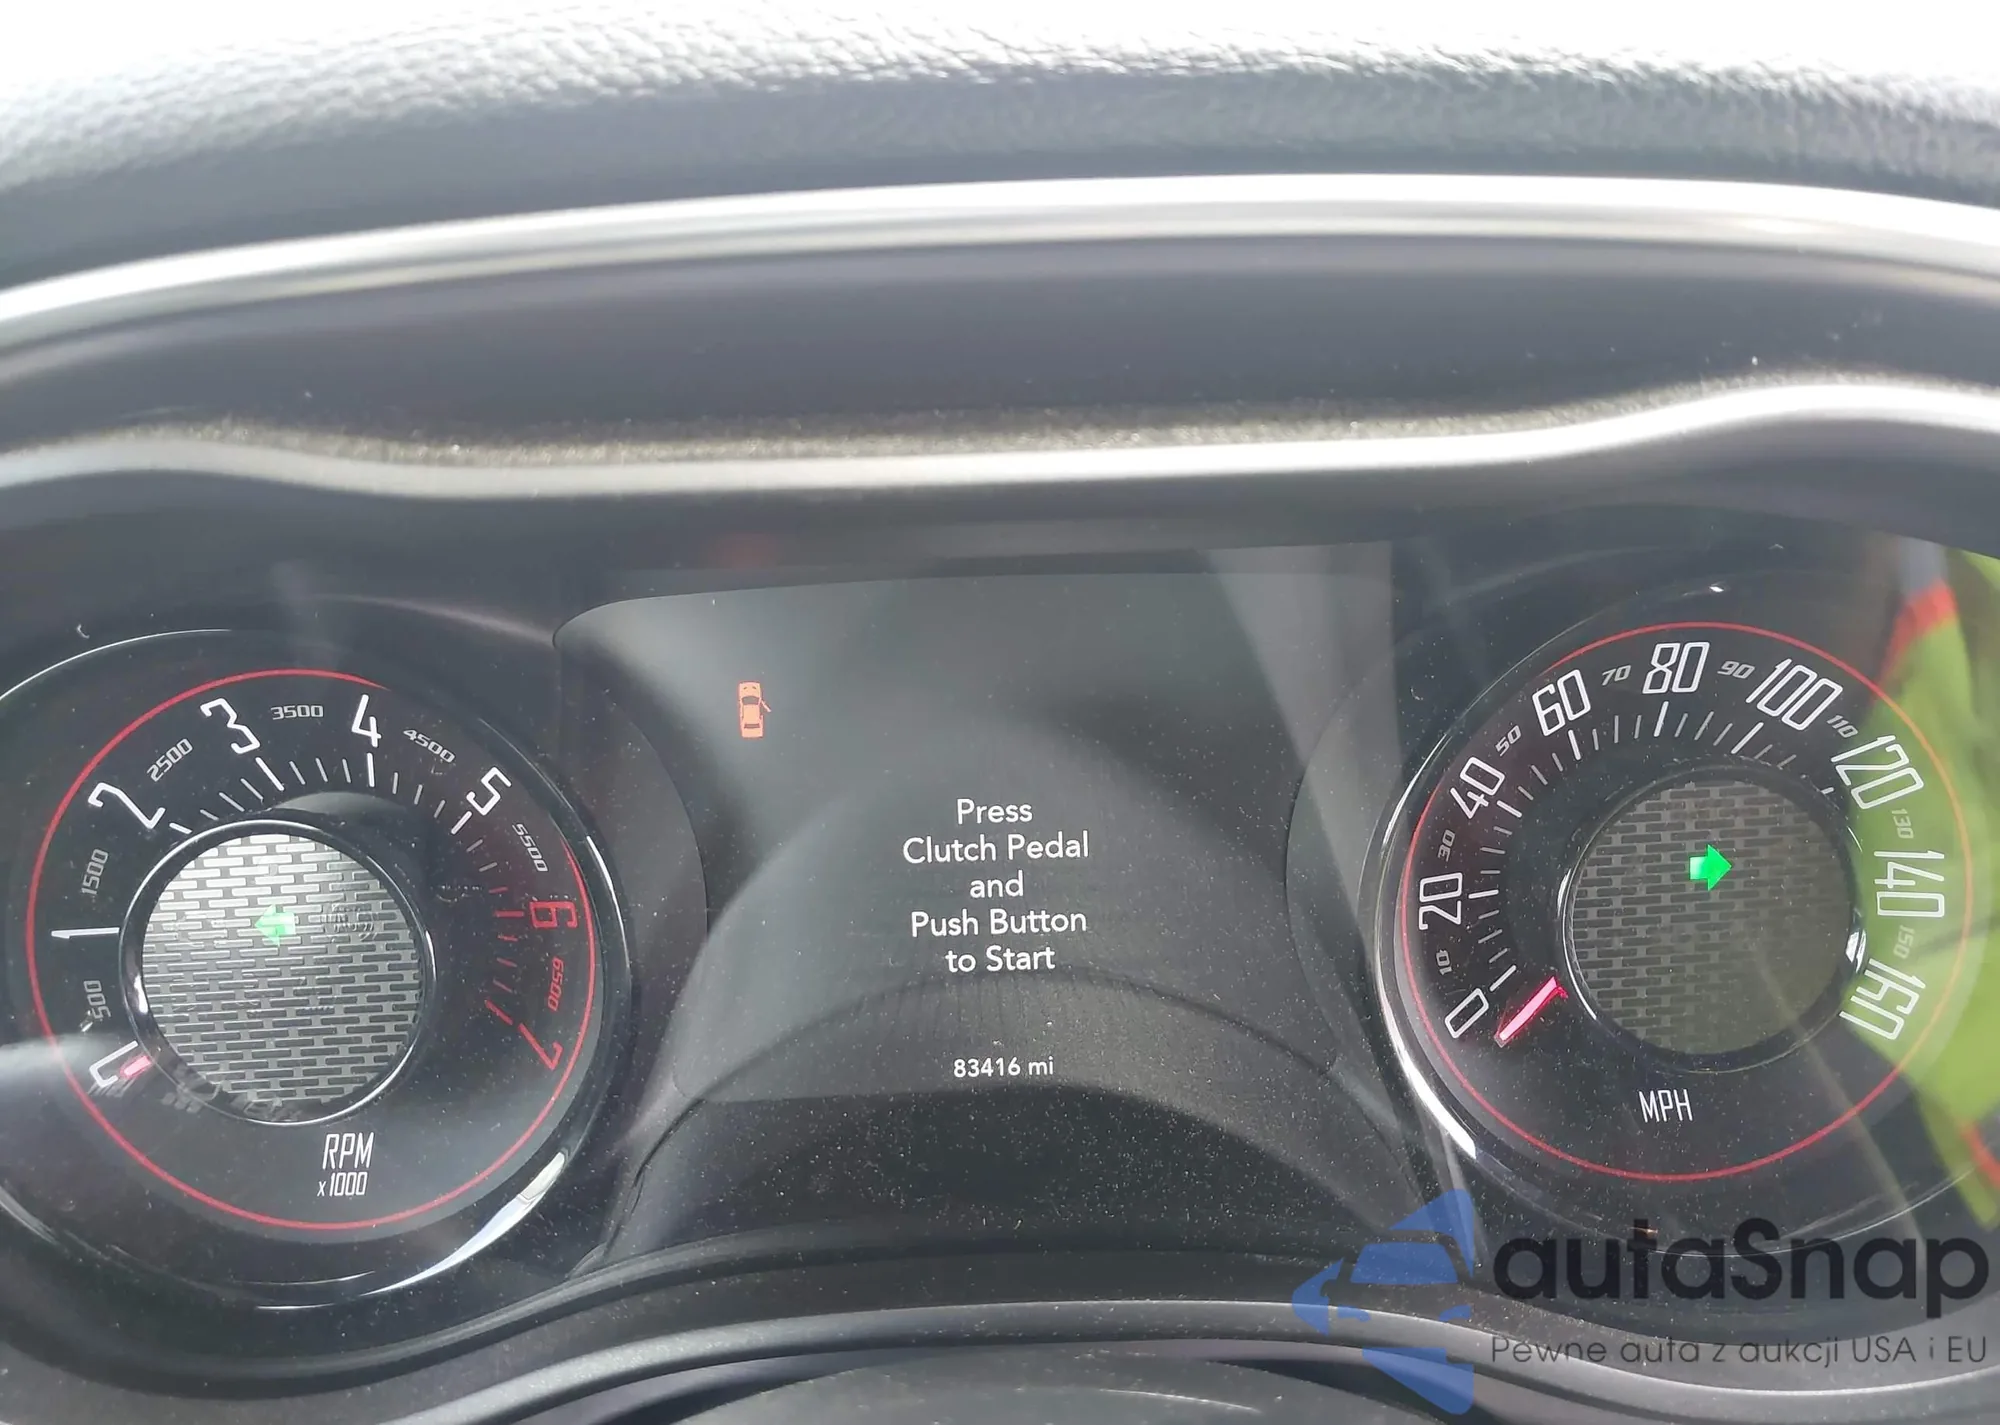 0
500
1
1500
2
2500
3
3500
4
4500
5
5500
6
6500
7
RPM
x1000
Press
Clutch Pedal
and
Push Button
to Start
83416 mi
0
10
20
30
40
50
60
70
80
90
100
110
120
130
140
150
160
MPH
autaSnap
Pewne auta z aukcji USA i EU